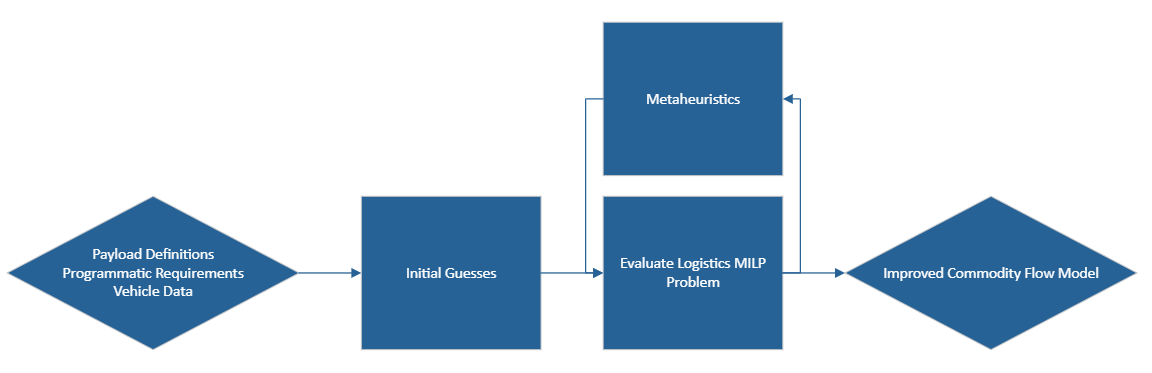 Metaheuristics
Payload Definitions
Programmatic Requirements
Vehicle Data
Initial Guesses
Evaluate Logistics MILP
Problem
Improved Commodity Flow Model